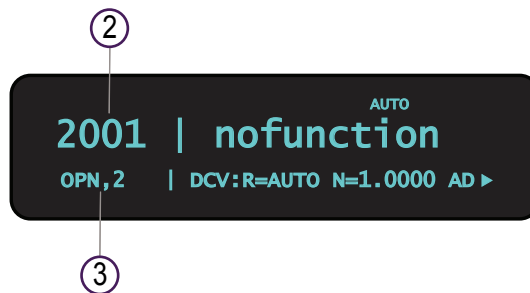 2
AUTO
2001 | nofunction
OPN,2 | DCV:R=AUTO N=1.0000 AD ▶
3